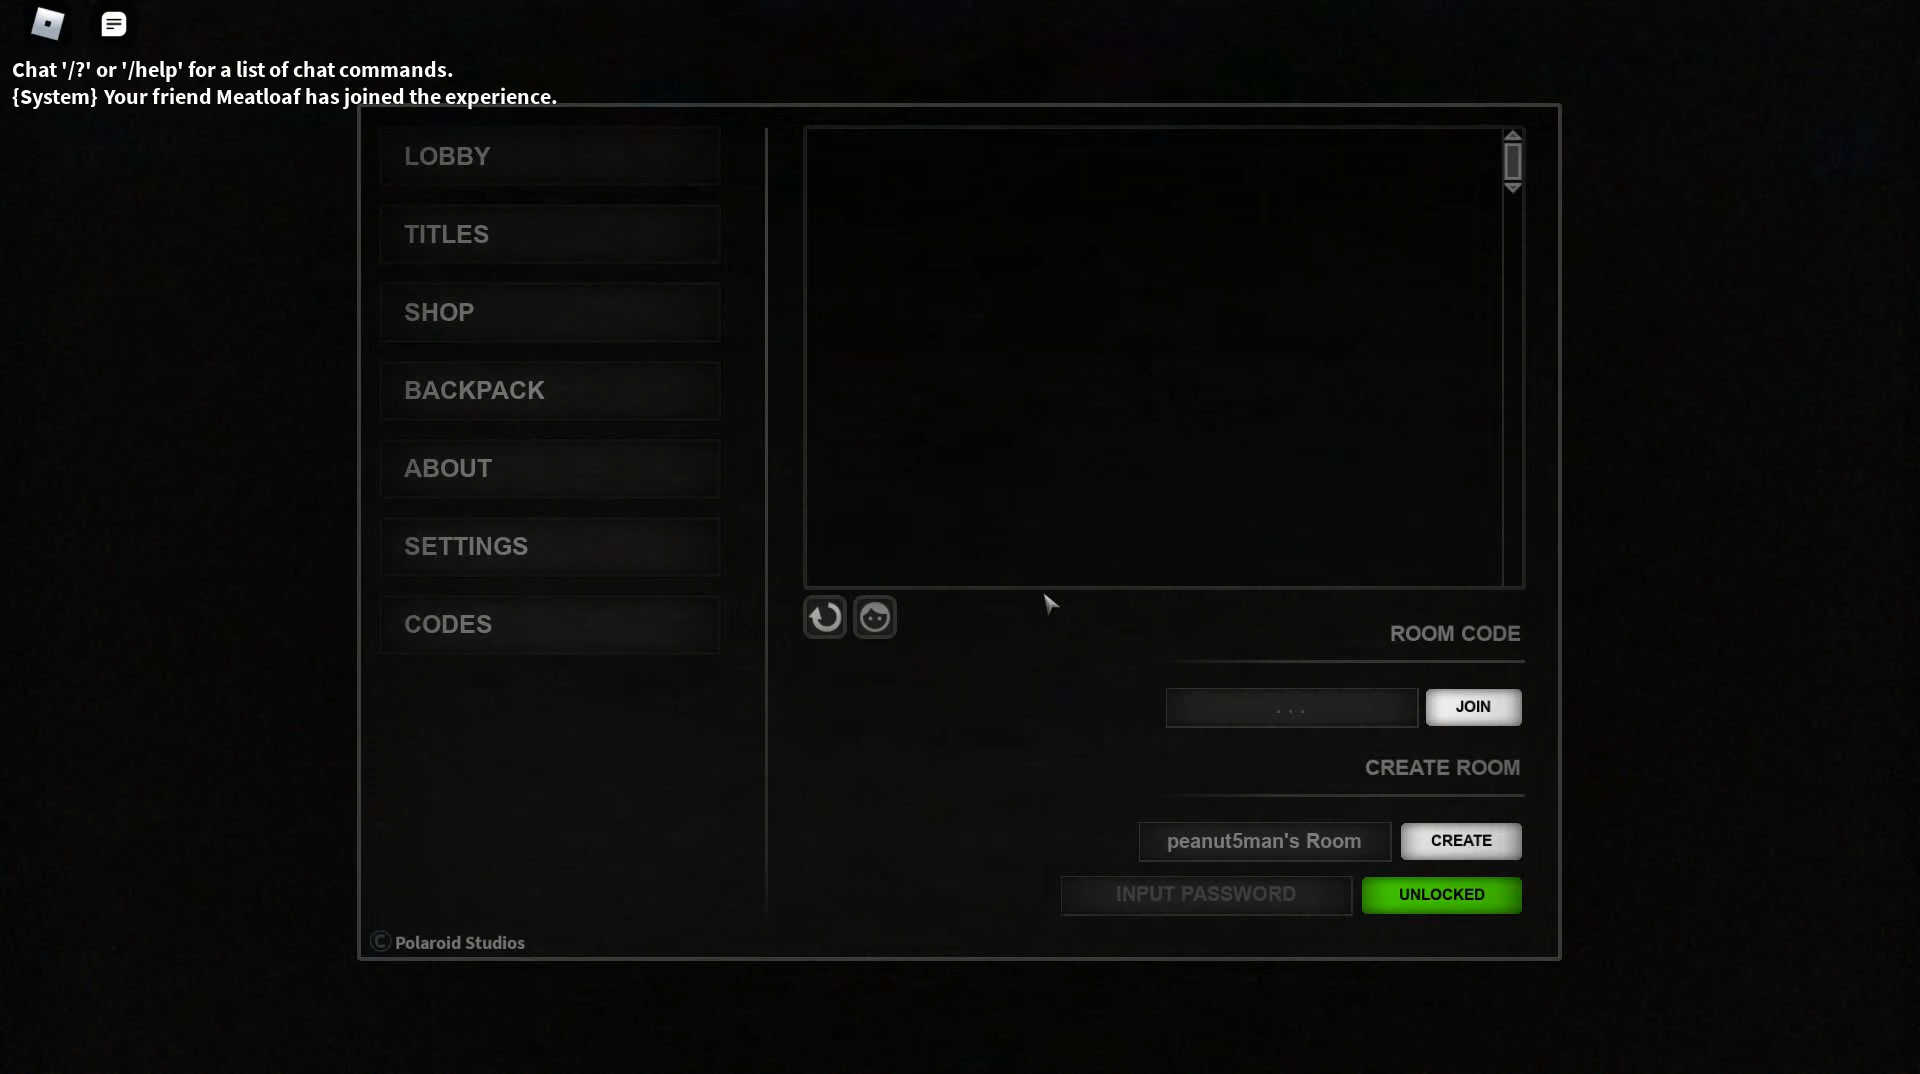 Chat '/?' or '/help' for a list of chat commands.
{System} Your friend Meatloaf has joined the experience.
LOBBY
TITLES
SHOP
BACKPACK
ABOUT
SETTINGS
CODES
ROOM CODE
. . .
JOIN
CREATE ROOM
peanut5man's Room
CREATE
INPUT PASSWORD
UNLOCKED
© Polaroid Studios